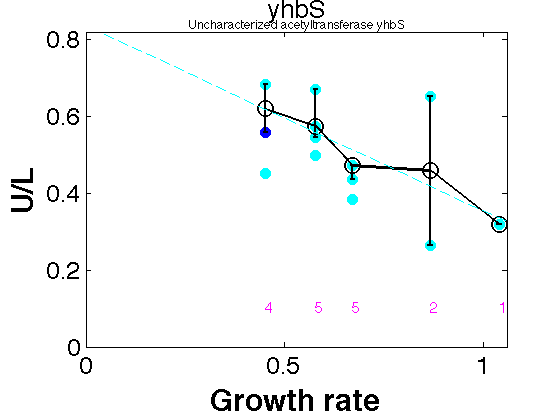 yhbS
Uncharacterized acetyltransferase yhbS
0.8
0.6
0.4
0.2
0
U/L
4 5 5 2 1
0 0.5 1
Growth rate